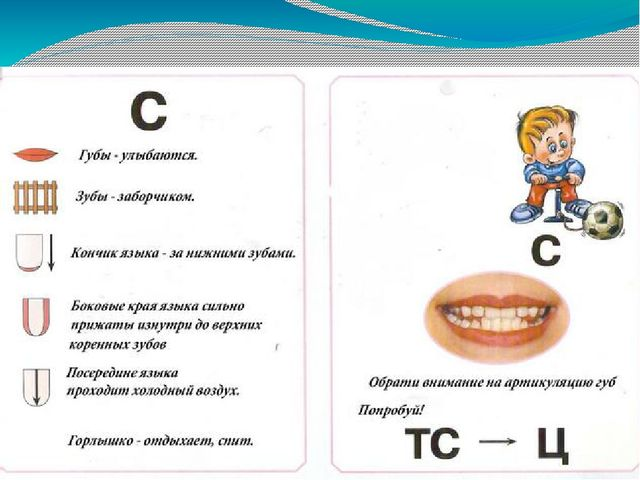 С
Губы - улыбаются.
Зубы - заборчиком.
Кончик языка - за нижними зубами.
Боковые края языка сильно
прижаты изнутри до верхних
коренных зубов
Посередине языка
проходит холодный воздух.
Горлышко - отдыхает, спит.
С
Обрати внимание на артикуляцию губ
Попробуй!
ТС → Ц